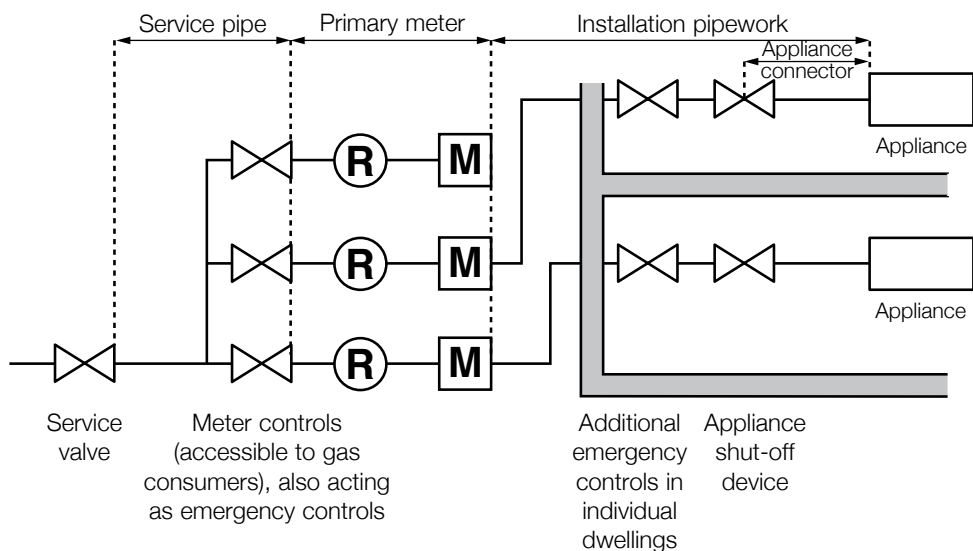 Service pipe
Primary meter
Installation pipework
Appliance
connector
Appliance
R
M
R
M
Appliance
R
M
Service
valve
Meter controls
(accessible to gas
consumers), also acting
as emergency controls
Additional
emergency
controls in
individual
dwellings
Appliance
shut-off
device